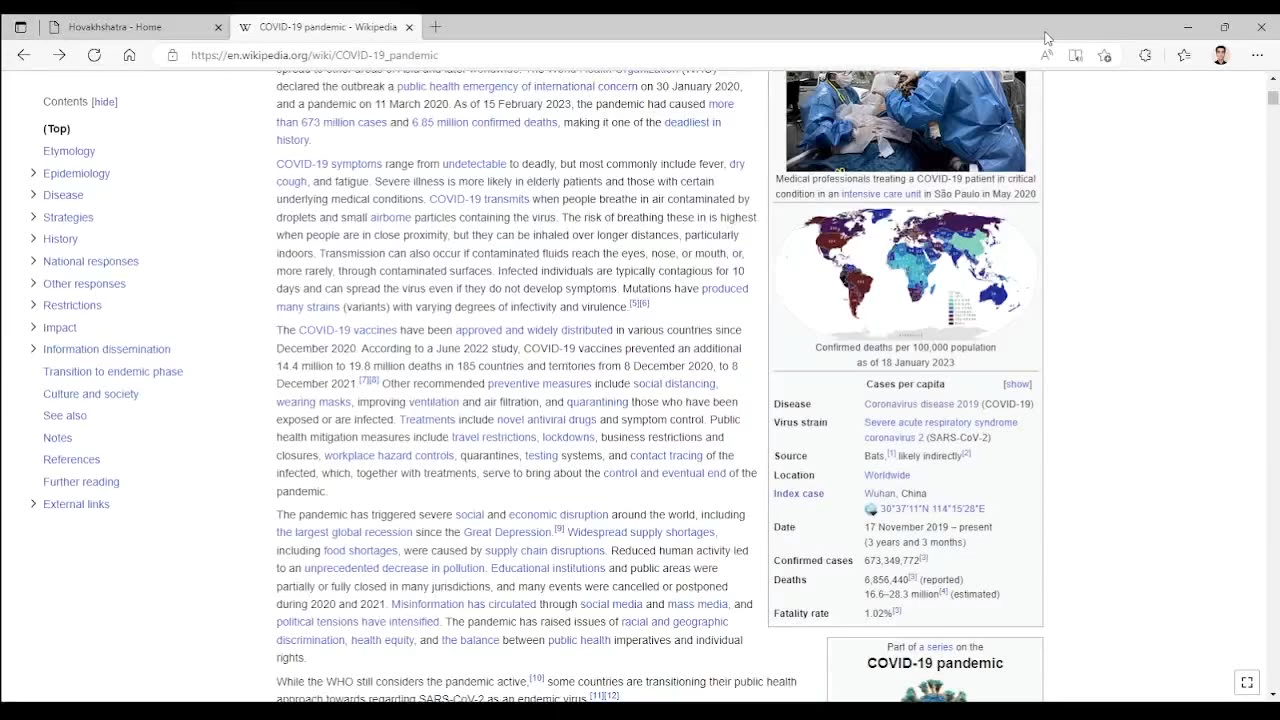 Hovakhshatra - Home
COVID-19 pandemic - Wikipedia
https://en.wikipedia.org/wiki/COVID-19_pandemic
Contents [hide]
(Top)
Etymology
Epidemiology
Disease
Strategies
History
National responses
Other responses
Restrictions
Impact
Information dissemination
Transition to endemic phase
Culture and society
See also
Notes
References
Further reading
External links
spread to other areas of Asia and later worldwide. The World Health Organization (WHO)
declared the outbreak a public health emergency of international concern on 30 January 2020,
and a pandemic on 11 March 2020. As of 15 February 2023, the pandemic had caused more
than 673 million cases and 6.85 million confirmed deaths, making it one of the deadliest in
history.
COVID-19 symptoms range from undetectable to deadly, but most commonly include fever, dry
cough, and fatigue. Severe illness is more likely in elderly patients and those with certain
underlying medical conditions. COVID-19 transmits when people breathe in air contaminated by
droplets and small airborne particles containing the virus. The risk of breathing these in is highest
when people are in close proximity, but they can be inhaled over longer distances, particularly
indoors. Transmission can also occur if contaminated fluids reach the eyes, nose, or mouth, or,
more rarely, through contaminated surfaces. Infected individuals are typically contagious for 10
days and can spread the virus even if they do not develop symptoms. Mutations have produced
many strains (variants) with varying degrees of infectivity and virulence.[5][6]
The COVID-19 vaccines have been approved and widely distributed in various countries since
December 2020. According to a June 2022 study, COVID-19 vaccines prevented an additional
14.4 million to 19.8 million deaths in 185 countries and territories from 8 December 2020, to 8
December 2021.[7][8] Other recommended preventive measures include social distancing,
wearing masks, improving ventilation and air filtration, and quarantining those who have been
exposed or are infected. Treatments include novel antiviral drugs and symptom control. Public
health mitigation measures include travel restrictions, lockdowns, business restrictions and
closures, workplace hazard controls, quarantines, testing systems, and contact tracing of the
infected, which, together with treatments, serve to bring about the control and eventual end of the
pandemic.
The pandemic has triggered severe social and economic disruption around the world, including
the largest global recession since the Great Depression.[9] Widespread supply shortages,
including food shortages, were caused by supply chain disruptions. Reduced human activity led
to an unprecedented decrease in pollution. Educational institutions and public areas were
partially or fully closed in many jurisdictions, and many events were cancelled or postponed
during 2020 and 2021. Misinformation has circulated through social media and mass media, and
political tensions have intensified. The pandemic has raised issues of racial and geographic
discrimination, health equity, and the balance between public health imperatives and individual
rights.
While the WHO still considers the pandemic active,[10] some countries are transitioning their public health
approach towards regarding SARS-CoV-2 as an endemic virus.[11][12]
Medical professionals treating a COVID-19 patient in critical
condition in an intensive care unit in São Paulo in May 2020
Confirmed deaths per 100,000 population
as of 18 January 2023
Cases per capita [show]
Disease Coronavirus disease 2019 (COVID-19)
Virus strain Severe acute respiratory syndrome
coronavirus 2 (SARS-CoV-2)
Source Bats,[1] likely indirectly[2]
Location Worldwide
Index case Wuhan, China
30°37′11″N 114°15′28″E
Date 17 November 2019 – present
(3 years and 3 months)
Confirmed cases 673,349,772[3]
Deaths 6,856,440[3] (reported)
16.6–28.3 million[4] (estimated)
Fatality rate 1.02%[3]
Part of a series on the
COVID-19 pandemic